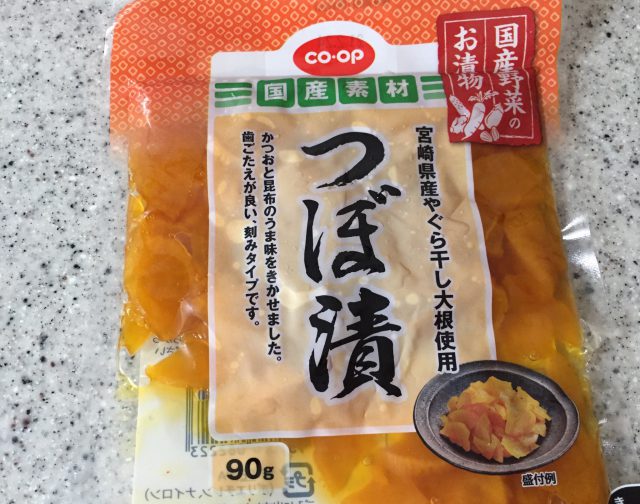 co・op
国産野菜の
お漬物
国産素材
宮崎県産やぐら干し大根使用
つぼ漬
かつおと昆布のうま味をきかせました。
歯ごたえが良い、刻みタイプです。
90g
盛付例